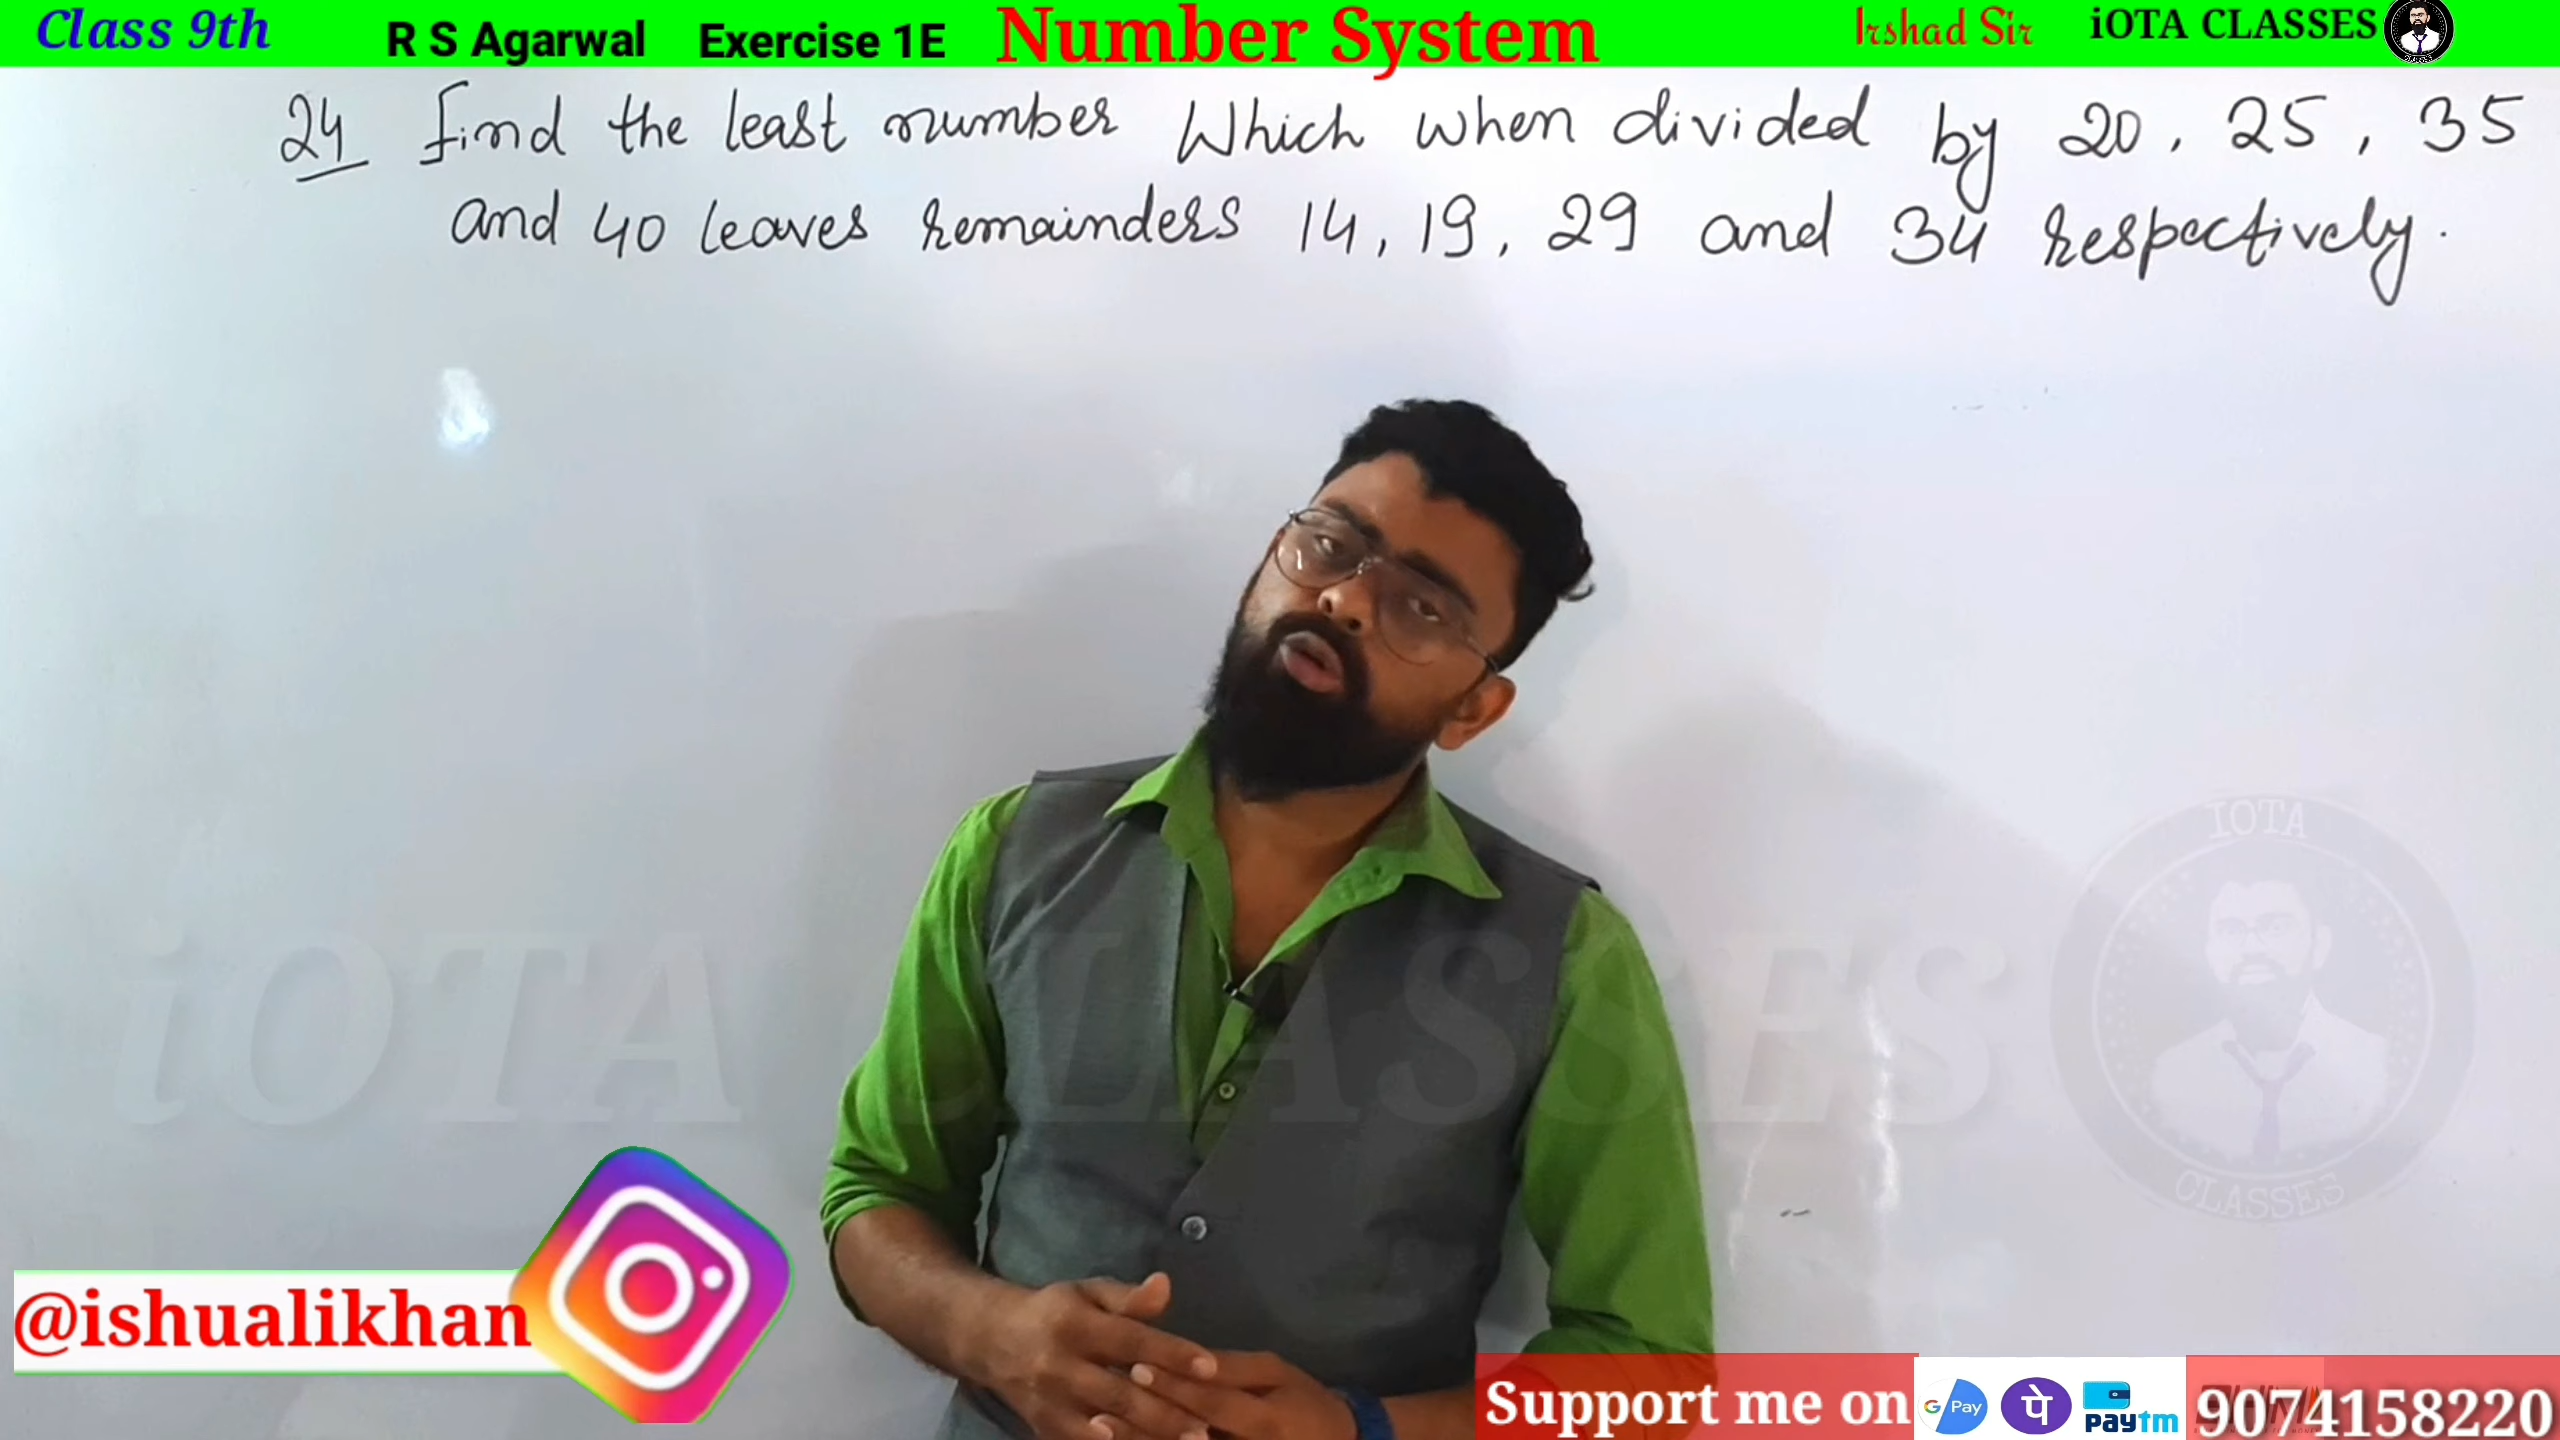 Class 9th R S Agarwal Exercise 1E Number System Irshad Sir iOTA CLASSES
24 Find the least number Which when divided by 20, 25, 35
and 40 leaves remainders 14, 19, 29 and 34 respectively.
IOTA
iOTA CLASSES
CLASSES
@ishualikhan
Support me on G Pay पे paytm 9074158220